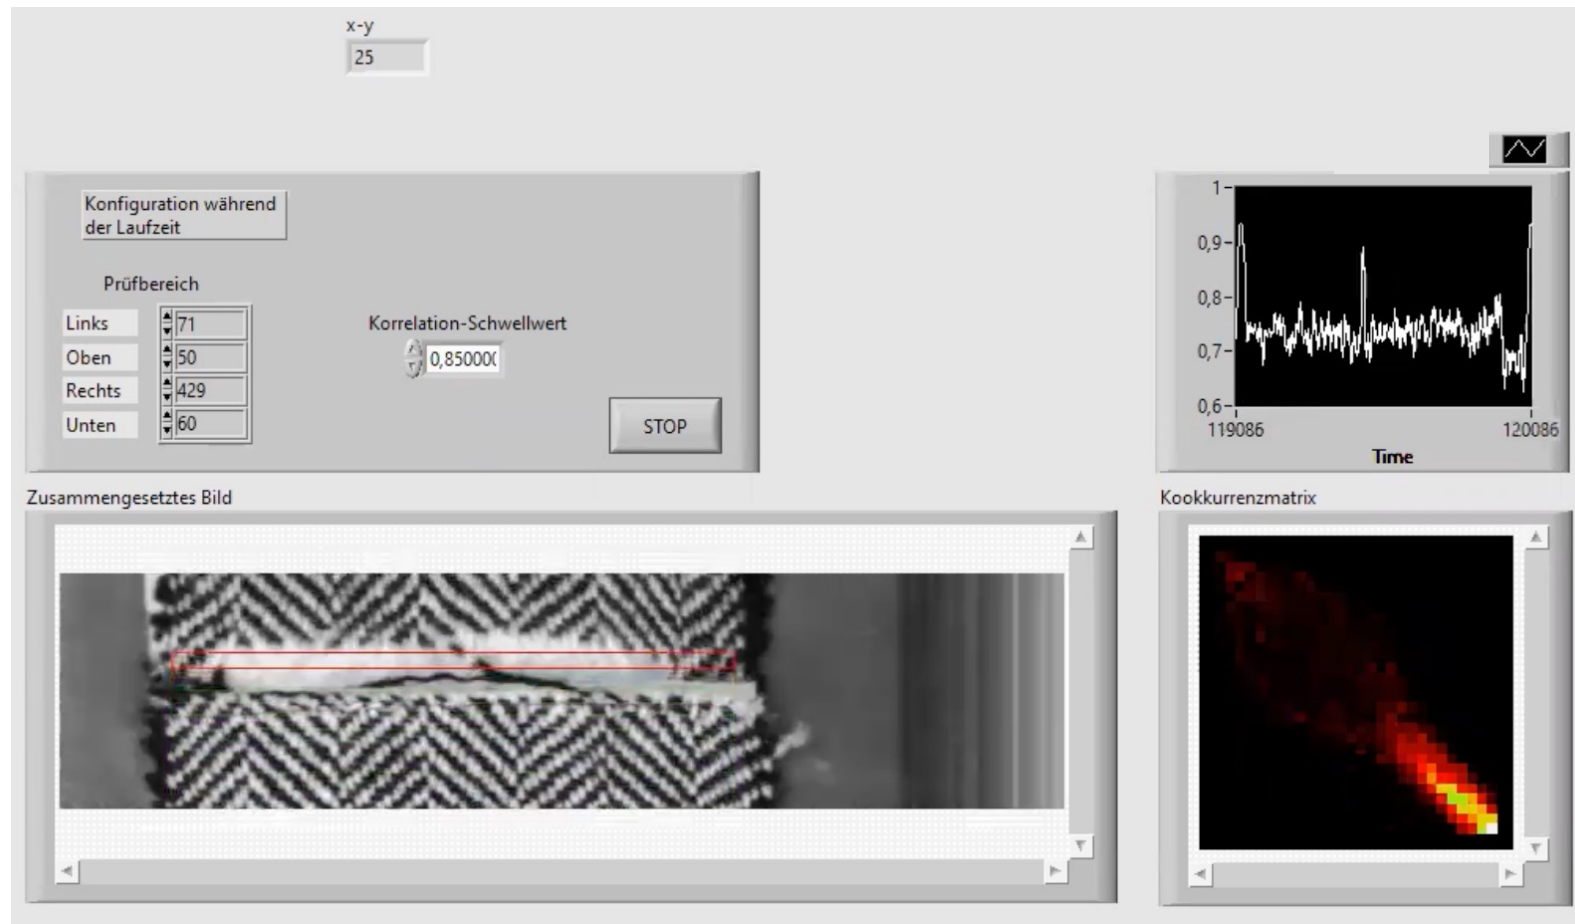 x-y
25
Konfiguration während
der Laufzeit
Prüfbereich
Links 71
Oben 50
Rechts 429
Unten 60
Korrelation-Schwellwert
0,85000(
STOP
1
0,9
0,8
0,7
0,6
119086 120086
Time
Zusammengesetztes Bild
Kookkurrenzmatrix